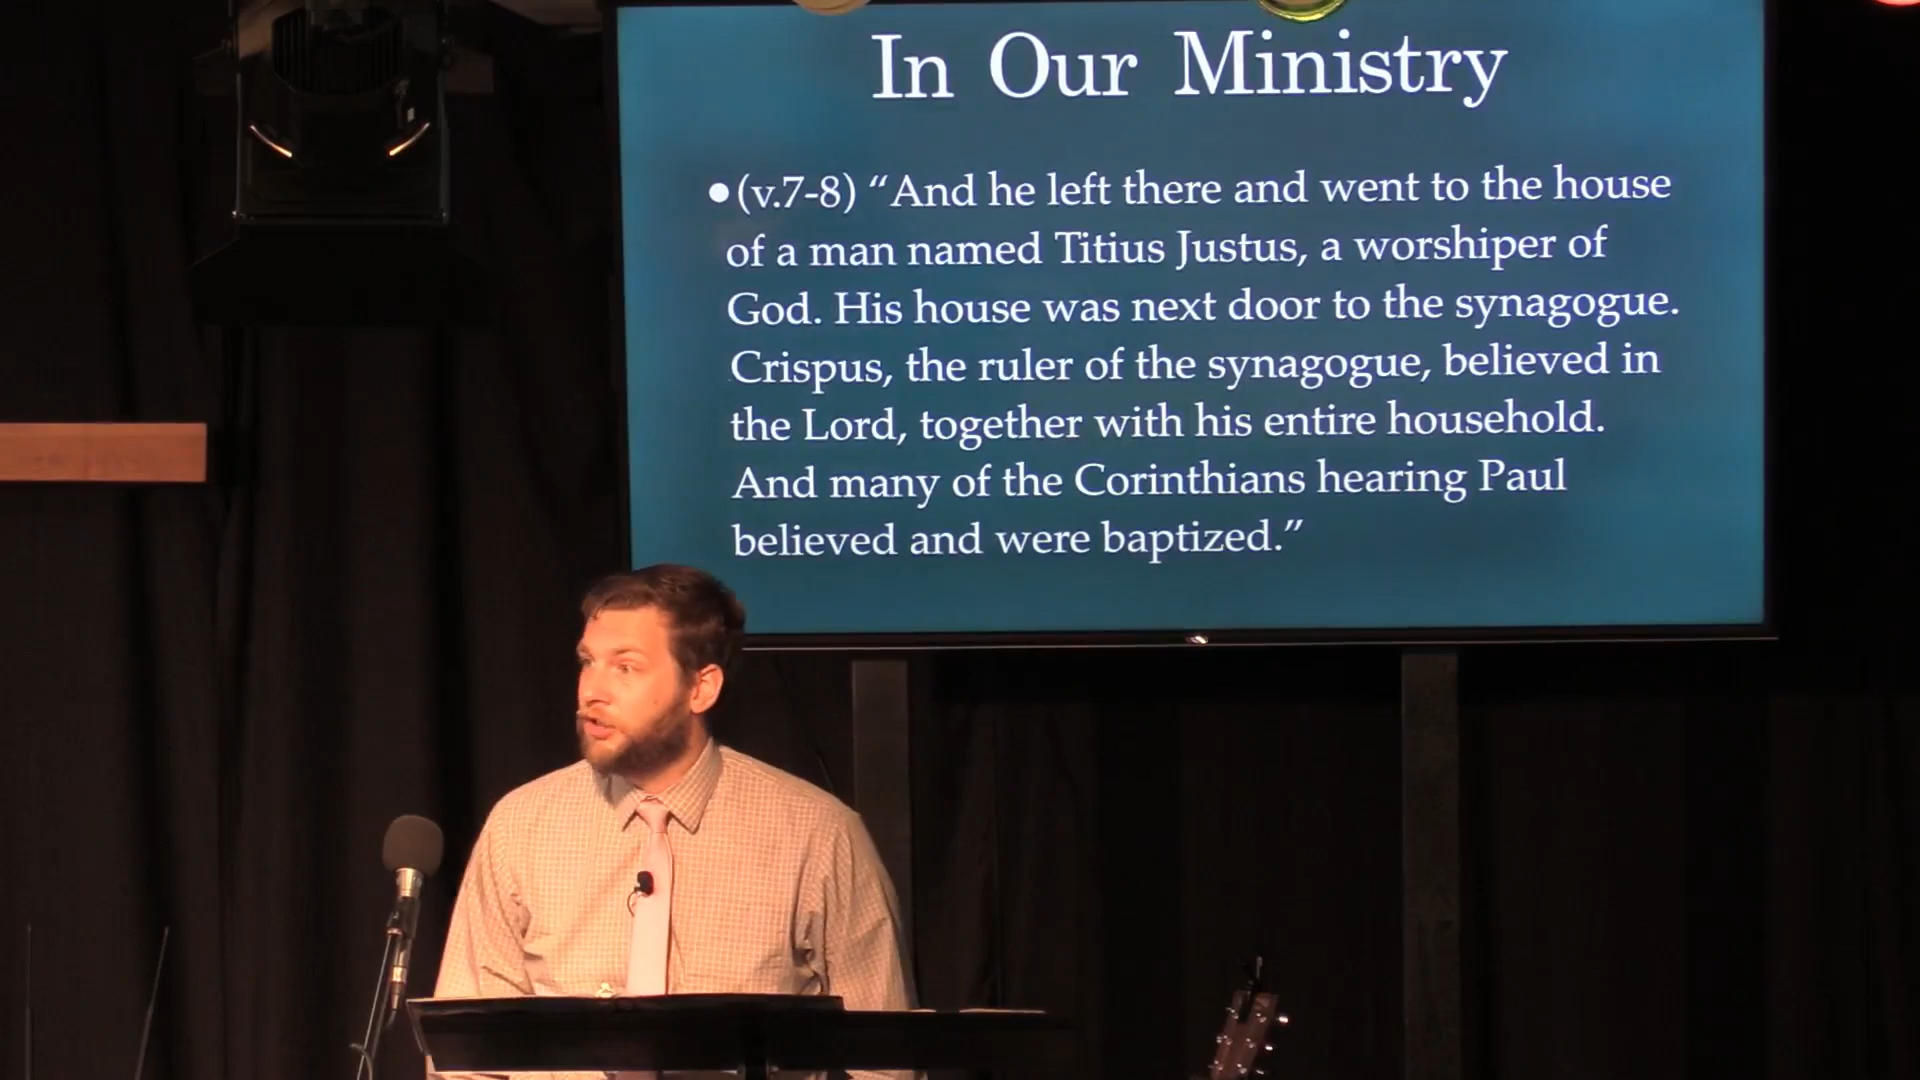 In Our Ministry
•(v.7-8) “And he left there and went to the house
of a man named Titius Justus, a worshiper of
God. His house was next door to the synagogue.
Crispus, the ruler of the synagogue, believed in
the Lord, together with his entire household.
And many of the Corinthians hearing Paul
believed and were baptized.”